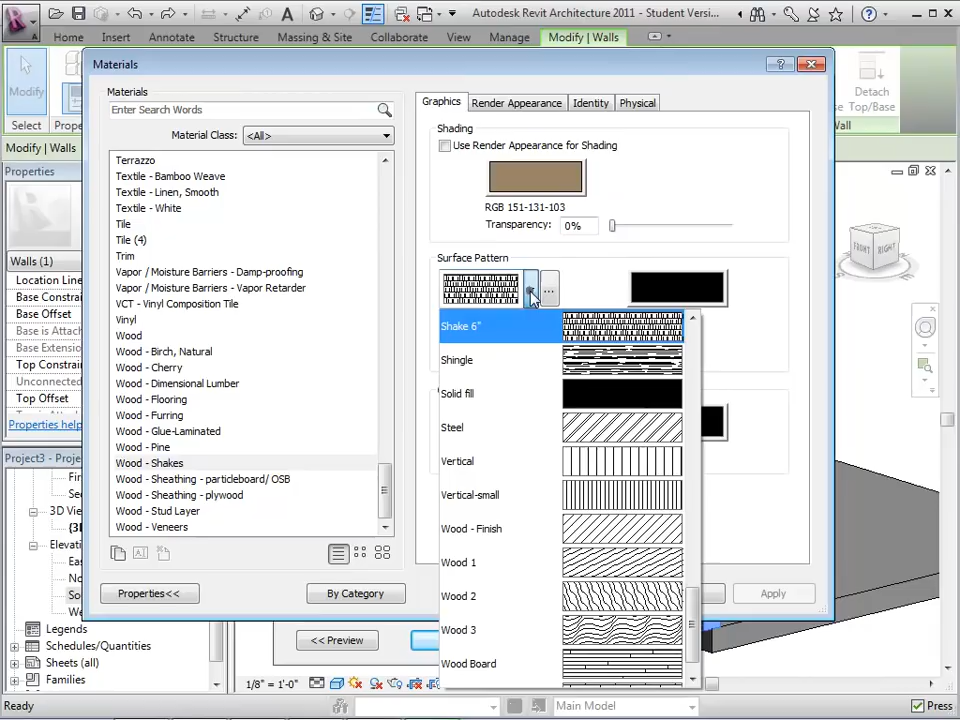 Autodesk Revit Architecture 2011 - Student Versi...
Home Insert Annotate Structure Massing & Site Collaborate View Manage Modify | Walls
Modify
Detach
Top/Base
Select
Modify | Walls
Properties
Walls (1)
Location Line
Base Constrain
Base Offset
Base is Attach
Base Extensio
Top Constrai
Unconnected
Top Offset
Properties help
Project3 - Proje
3D View
Elevatio
Legends
Schedules/Quantities
Sheets (all)
Families
Materials
Materials
Enter Search Words
Material Class: <All>
Terrazzo
Textile - Bamboo Weave
Textile - Linen, Smooth
Textile - White
Tile
Tile (4)
Trim
Vapor / Moisture Barriers - Damp-proofing
Vapor / Moisture Barriers - Vapor Retarder
VCT - Vinyl Composition Tile
Vinyl
Wood
Wood - Birch, Natural
Wood - Cherry
Wood - Dimensional Lumber
Wood - Flooring
Wood - Furring
Wood - Glue-Laminated
Wood - Pine
Wood - Shakes
Wood - Sheathing - particleboard/ OSB
Wood - Sheathing - plywood
Wood - Stud Layer
Wood - Veneers
Properties<<
By Category
Graphics Render Appearance Identity Physical
Shading
Use Render Appearance for Shading
RGB 151-131-103
Transparency: 0%
Surface Pattern
...
Shake 6"
Shingle
Solid fill
Steel
Vertical
Vertical-small
Wood - Finish
Wood 1
Wood 2
Wood 3
Wood Board
Apply
<< Preview
FRONT RIGHT
1/8" = 1'-0"
Ready
Main Model
Press